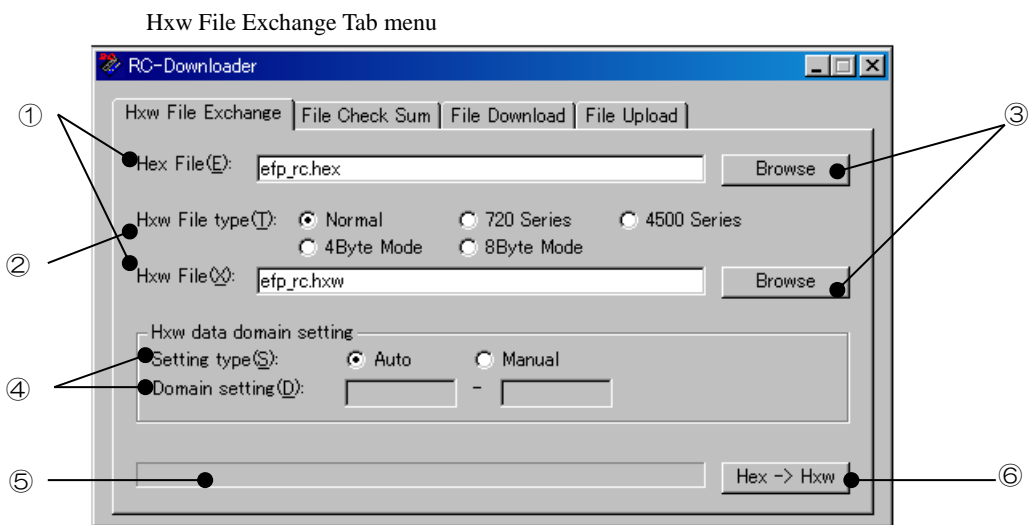 Hxw File Exchange Tab menu
RC-Downloader
Hxw File Exchange File Check Sum File Download File Upload
① ③
Hex File(E): efp_rc.hex Browse
Hxw File type(T): Normal 720 Series 4500 Series
② 4Byte Mode 8Byte Mode
Hxw File(X): efp_rc.hxw Browse
Hxw data domain setting
Setting type(S): Auto Manual
④ Domain setting(D): -
⑤ Hex -> Hxw ⑥